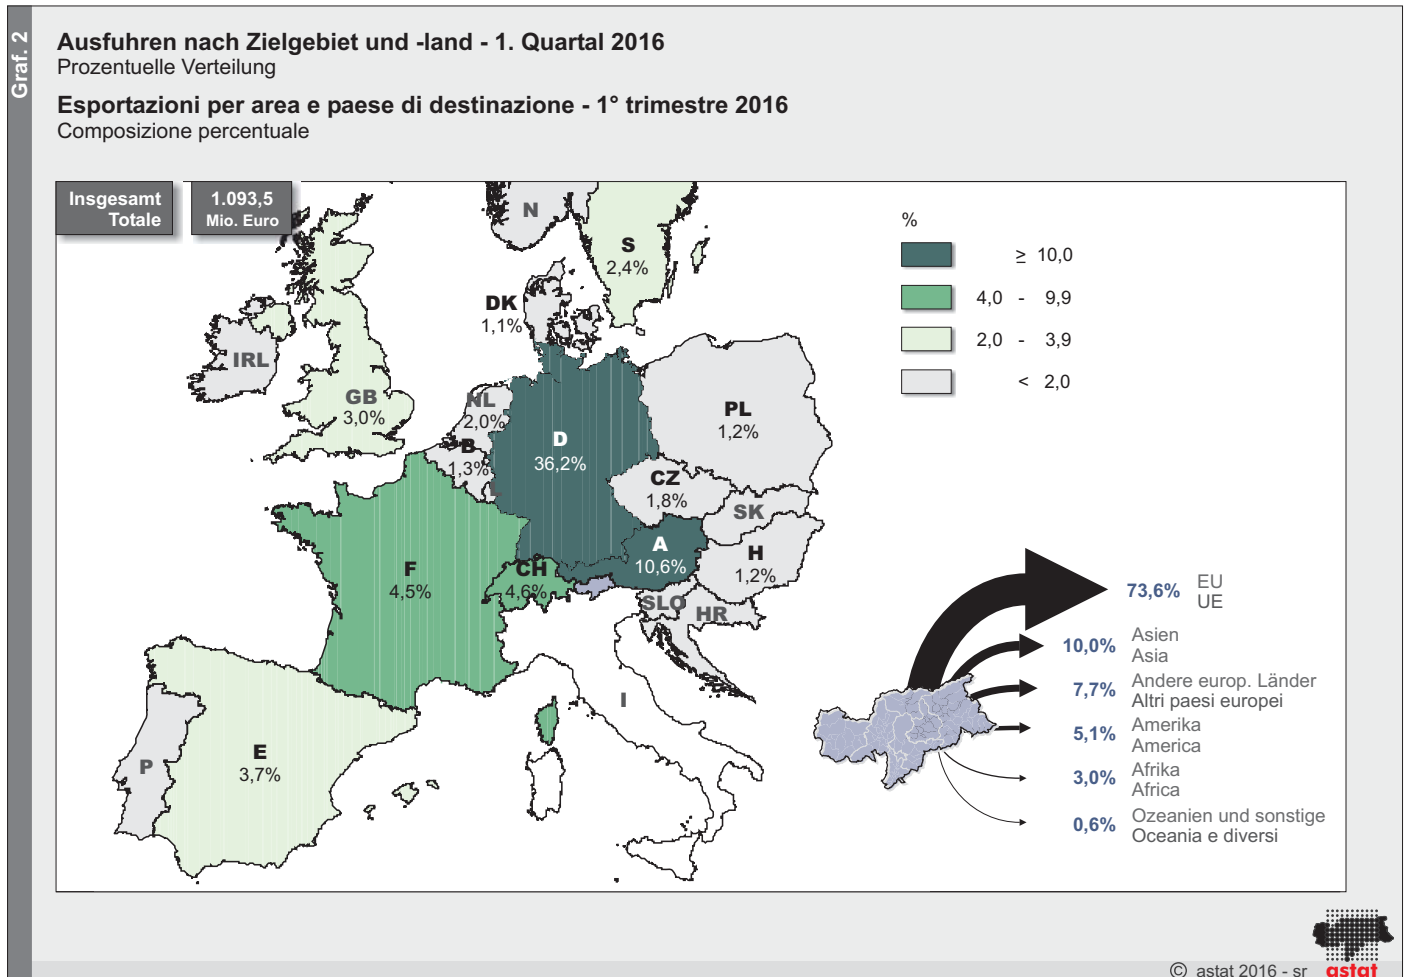 Graf. 2
Ausfuhren nach Zielgebiet und -land - 1. Quartal 2016
Prozentuelle Verteilung
Esportazioni per area e paese di destinazione - 1° trimestre 2016
Composizione percentuale
Insgesamt
Totale
1.093,5
Mio. Euro
N
S
2,4%
DK
1,1%
IRL
GB
3,0%
NL
2,0%
B
1,3%
L
D
36,2%
PL
1,2%
CZ
1,8%
SK
A
10,6%
H
1,2%
F
4,5%
CH
4,6%
SLO
HR
I
P
E
3,7%
%
≥ 10,0
4,0 - 9,9
2,0 - 3,9
< 2,0
73,6% EU
UE
10,0% Asien
Asia
7,7% Andere europ. Länder
Altri paesi europei
5,1% Amerika
America
3,0% Afrika
Africa
0,6% Ozeanien und sonstige
Oceania e diversi
© astat 2016 - sr
astat